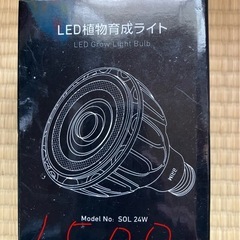 LED植物育成ライト
LED Grow Light Bulb
Model No: SOL 24W